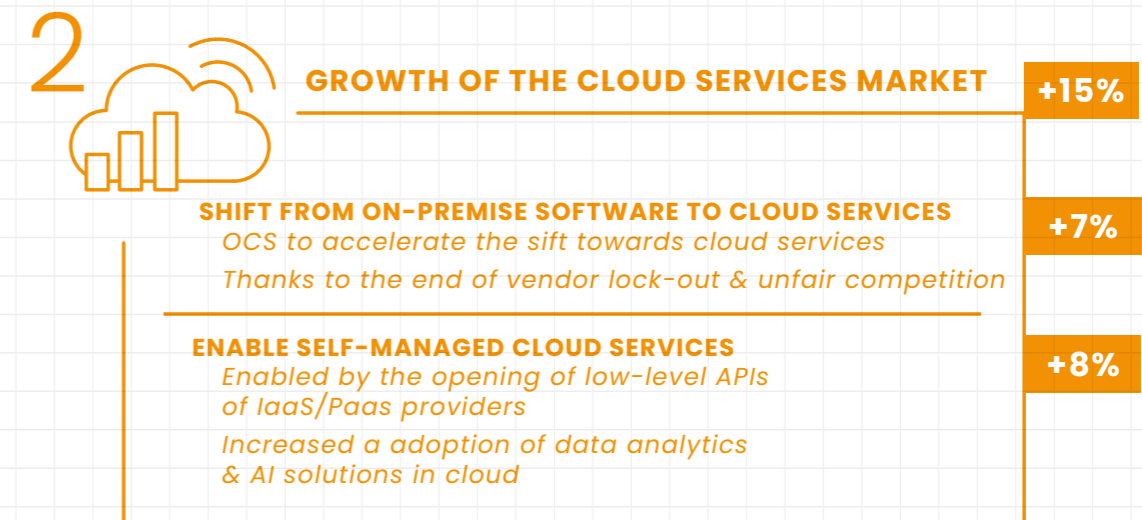 2
GROWTH OF THE CLOUD SERVICES MARKET
+15%
SHIFT FROM ON-PREMISE SOFTWARE TO CLOUD SERVICES
+7%
OCS to accelerate the sift towards cloud services
Thanks to the end of vendor lock-out & unfair competition
ENABLE SELF-MANAGED CLOUD SERVICES
+8%
Enabled by the opening of low-level APIs
of IaaS/Paas providers
Increased a adoption of data analytics
& AI solutions in cloud